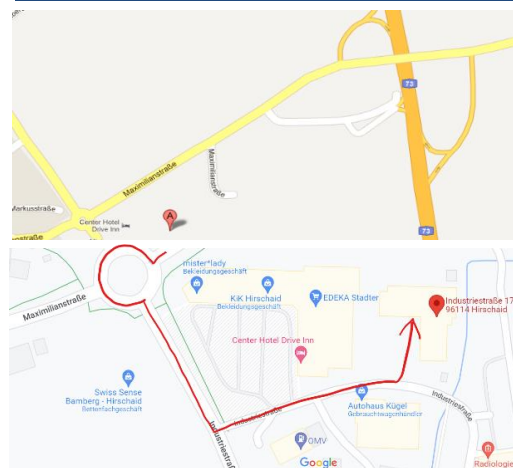 73
Maximilianstraße
Maximilianstraße
Markusstraße
Center Hotel
Drive Inn
A
73
mister*lady
Bekleidungsgeschäft
KiK Hirschaid
Bekleidungsgeschäft
EDEKA Stadter
Industriestraße 17
96114 Hirschaid
Maximilianstraße
Center Hotel Drive Inn
Swiss Sense
Bamberg - Hirschaid
Bettenfachgeschäft
Industriestraße
Industriestraße
Autohaus Kügel
Gebrauchtwagenhändler
Industriestraße
OMV
Google
Radiologie